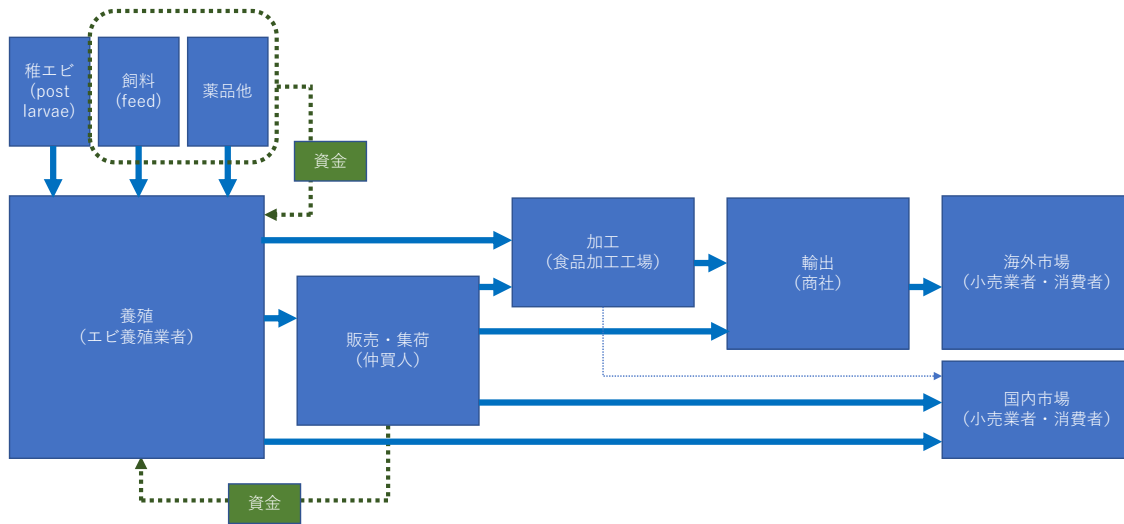 稚エビ
(post
larvae)
飼料
(feed)
薬品他
資金
養殖
（エビ養殖業者）
販売・集荷
（仲買人）
加工
（食品加工工場）
輸出
（商社）
海外市場
（小売業者・消費者）
国内市場
（小売業者・消費者）
資金